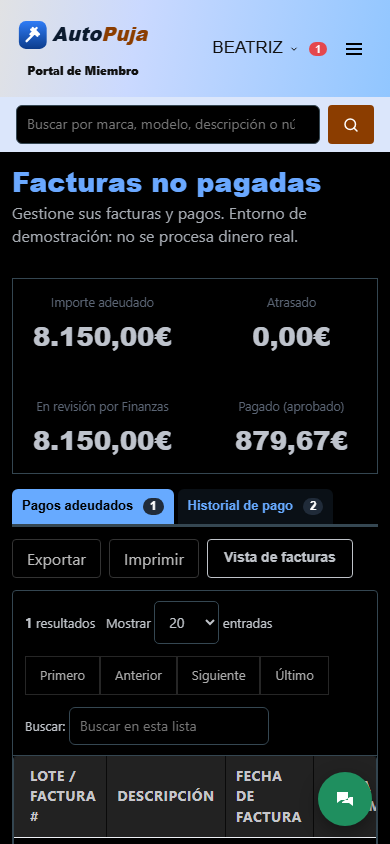 AutoPuja
Portal de Miembro
BEATRIZ
1
Buscar por marca, modelo, descripción o nú
Facturas no pagadas
Gestione sus facturas y pagos. Entorno de
demostración: no se procesa dinero real.
Importe adeudado
Atrasado
8.150,00€
0,00€
En revisión por Finanzas
Pagado (aprobado)
8.150,00€
879,67€
Pagos adeudados 1
Historial de pago 2
Exportar
Imprimir
Vista de facturas
1 resultados Mostrar 20 entradas
Primero
Anterior
Siguiente
Último
Buscar: Buscar en esta lista
LOTE /
FACTURA
#
DESCRIPCIÓN
FECHA
DE
FACTURA